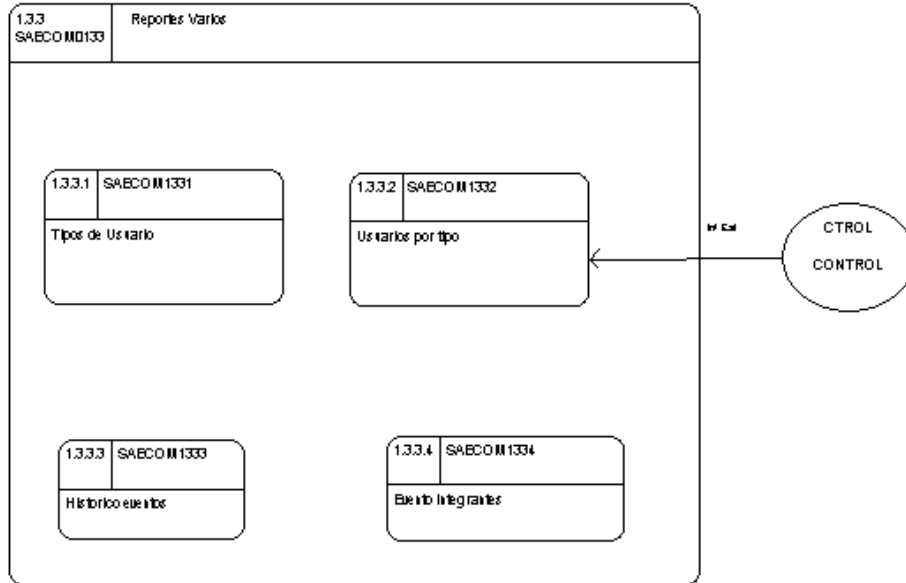 1.3.3 Reportes Varios
SAECOM0133
1.3.3.1 SAECOM1331
Tipos de Usuario
1.3.3.2 SAECOM1332
Usuarios por tipo
CTROL
CONTROL
1.3.3.3 SAECOM1333
Historico eventos
1.3.3.4 SAECOM1334
Evento Integrantes